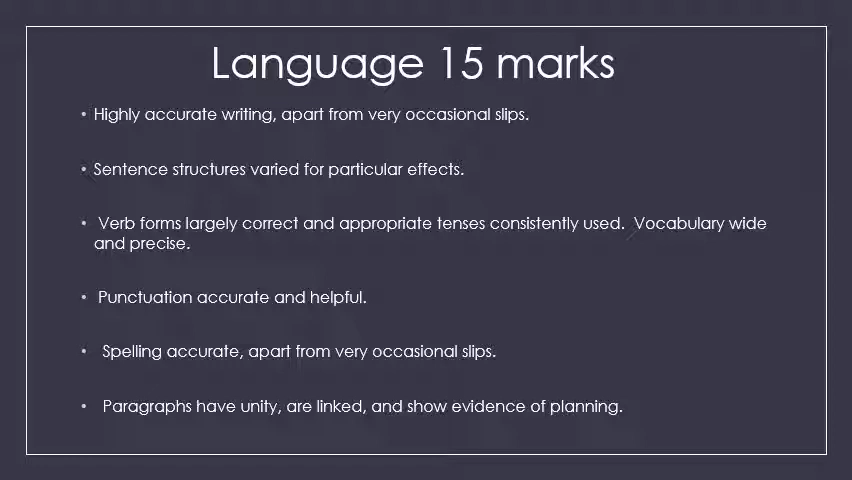 Language 15 marks
• Highly accurate writing, apart from very occasional slips.
• Sentence structures varied for particular effects.
• Verb forms largely correct and appropriate tenses consistently used. Vocabulary wide
and precise.
• Punctuation accurate and helpful.
• Spelling accurate, apart from very occasional slips.
• Paragraphs have unity, are linked, and show evidence of planning.